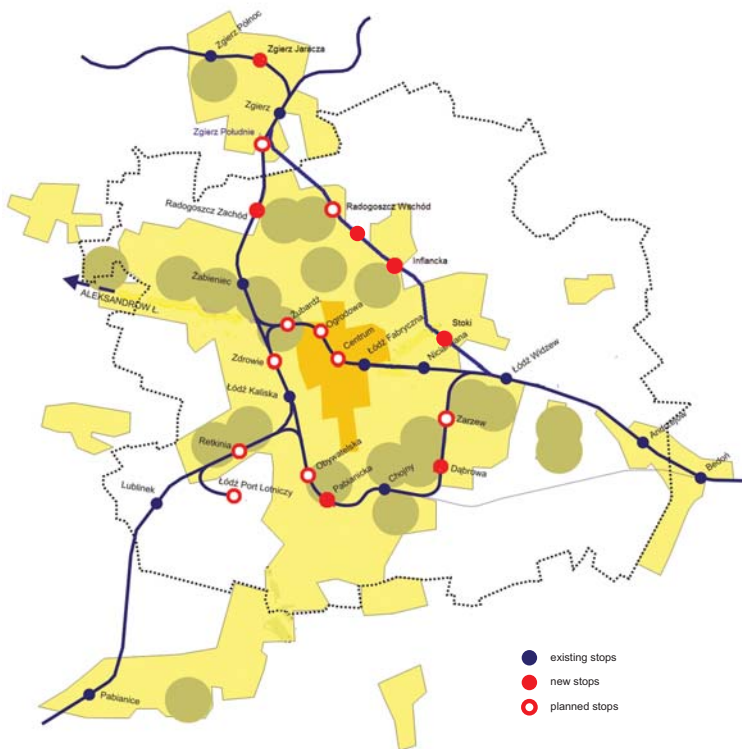 Zgierz Północ
Zgierz Jaracza
Zgierz
Zgierz Południe
Radogoszcz Zachód
Radogoszcz Wschód
Inflancka
Żabieniec
ALEKSANDRÓW Ł.
Żubardź
Ogrodowa
Centrum
Łódź Fabryczna
Niciarniana
Stoki
Łódź Widzew
Zdrowie
Łódź Kaliska
Retkinia
Łódź Port Lotniczy
Lublinek
Obywatelska
Pabianicka
Chojny
Dąbrowa
Zarzew
Andrzejów
Bedoń
Pabianice
existing stops
new stops
planned stops